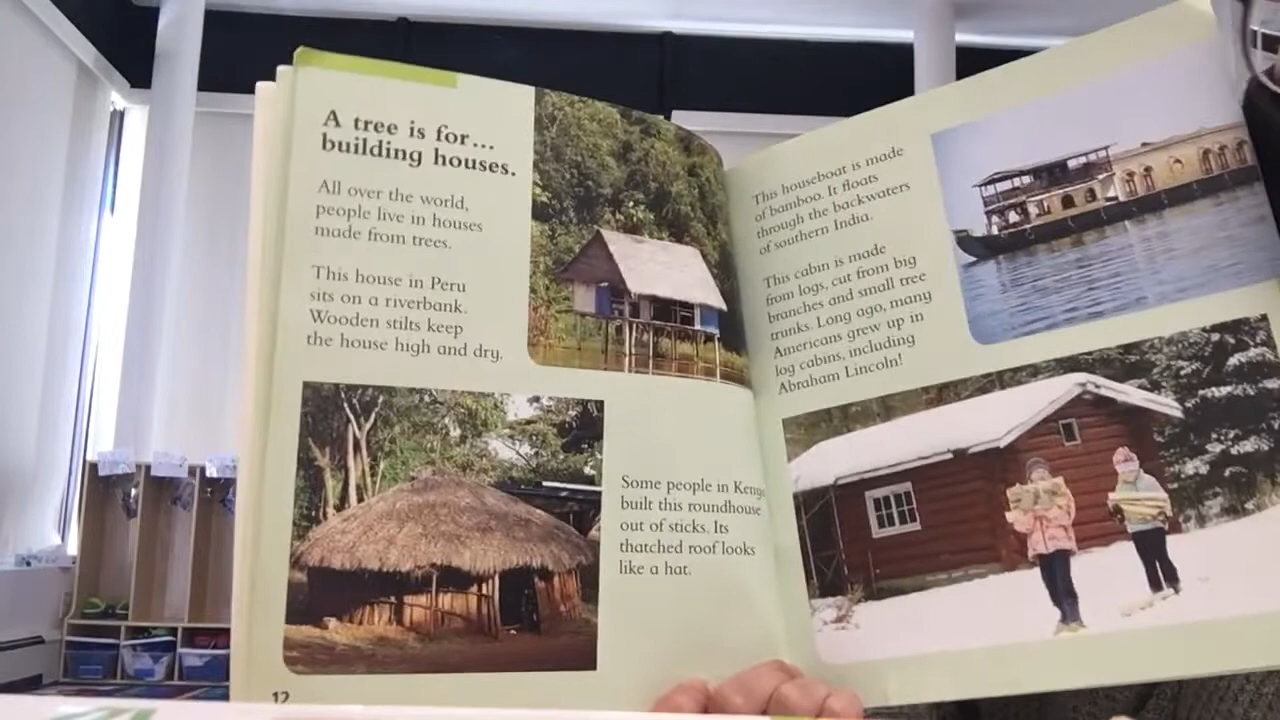 A tree is for...
building houses.
All over the world,
people live in houses
made from trees.
This house in Peru
sits on a riverbank.
Wooden stilts keep
the house high and dry.
Some people in Kenya
built this roundhouse
out of sticks. Its
thatched roof looks
like a hat.
12
This houseboat is made
of bamboo. It floats
through the backwaters
of southern India.
This cabin is made
from logs, cut from big
branches and small tree
trunks. Long ago, many
Americans grew up in
log cabins, including
Abraham Lincoln!